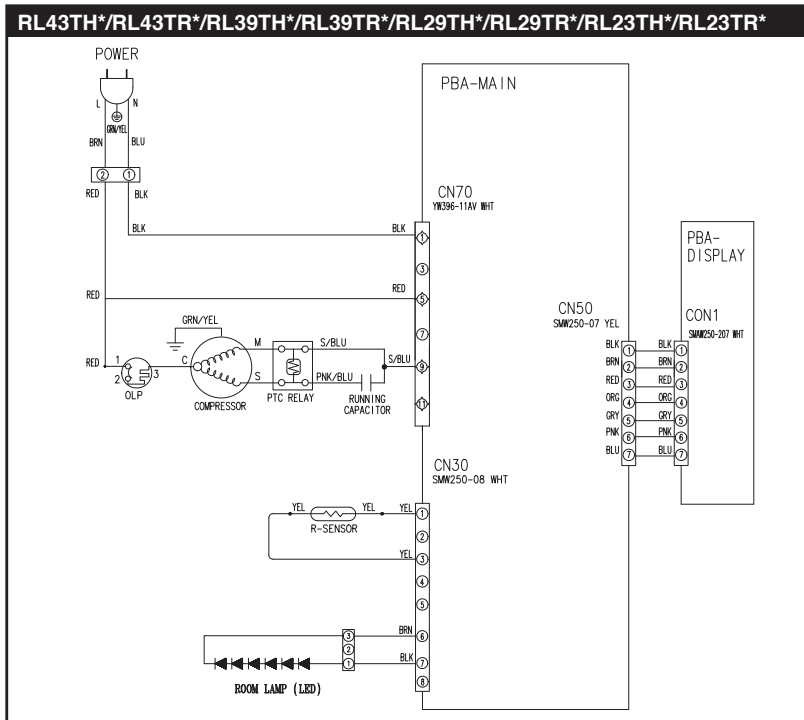 RL43TH*/RL43TR*/RL39TH*/RL39TR*/RL29TH*/RL29TR*/RL23TH*/RL23TR*
POWER
L N
GRN/YEL
BRN BLU
2 1
RED BLK
BLK BLK
RED RED
PBA-MAIN
CN70
YW396-11AV WHT
1
3
5
7
9
11
GRN/YEL
RED 1
2
3
OLP
C M S
COMPRESSOR
PTC RELAY
S/BLU
PNK/BLU
S/BLU
RUNNING
CAPACITOR
CN30
SMW250-08 WHT
YEL YEL YEL 1
R-SENSOR
2
YEL 3
4
5
BRN 6
BLK 7
8
3
2
1
ROOM LAMP (LED)
CN50
SMW250-07 YEL
PBA-
DISPLAY
CON1
SMAW250-207 WHT
BLK 1 BLK 1
BRN 2 BRN 2
RED 3 RED 3
ORG 4 ORG 4
GRY 5 GRY 5
PNK 6 PNK 6
BLU 7 BLU 7